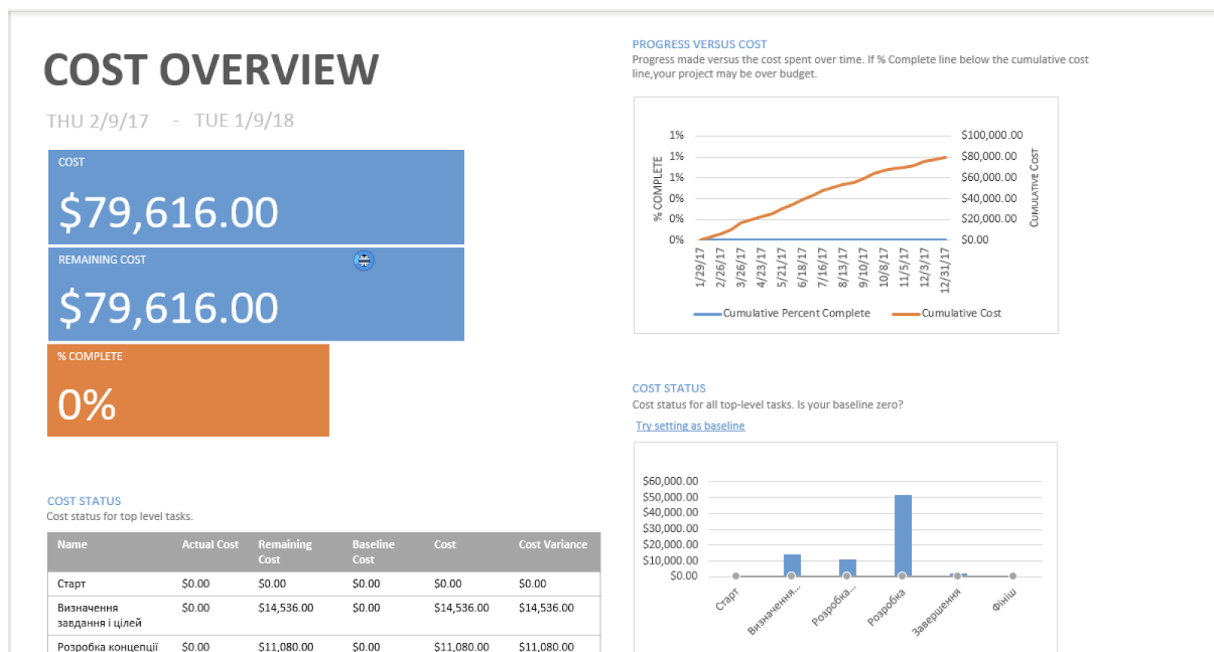 COST OVERVIEW
THU 2/9/17 - TUE 1/9/18
COST
$79,616.00
REMAINING COST
$79,616.00
% COMPLETE
0%
COST STATUS
Cost status for top level tasks.
Name Actual Cost Remaining Cost Baseline Cost Cost Cost Variance
Старт $0.00 $0.00 $0.00 $0.00 $0.00
Визначення завдання і цілей $0.00 $14,536.00 $0.00 $14,536.00 $14,536.00
Розробка концепції $0.00 $11,080.00 $0.00 $11,080.00 $11,080.00
PROGRESS VERSUS COST
Progress made versus the cost spent over time. If % Complete line below the cumulative cost
line,your project may be over budget.
% COMPLETE
1%
1%
1%
0%
0%
0%
$100,000.00
$80,000.00
$60,000.00
$40,000.00
$20,000.00
$0.00
CUMULATIVE COST
1/29/17
2/26/17
3/26/17
4/23/17
5/21/17
6/18/17
7/16/17
8/13/17
9/10/17
10/8/17
11/5/17
12/3/17
12/31/17
Cumulative Percent Complete
Cumulative Cost
COST STATUS
Cost status for all top-level tasks. Is your baseline zero?
Try setting as baseline
$60,000.00
$50,000.00
$40,000.00
$30,000.00
$20,000.00
$10,000.00
$0.00
Старт
Визначення...
Розробка...
Розробка
Завершення
Фініш